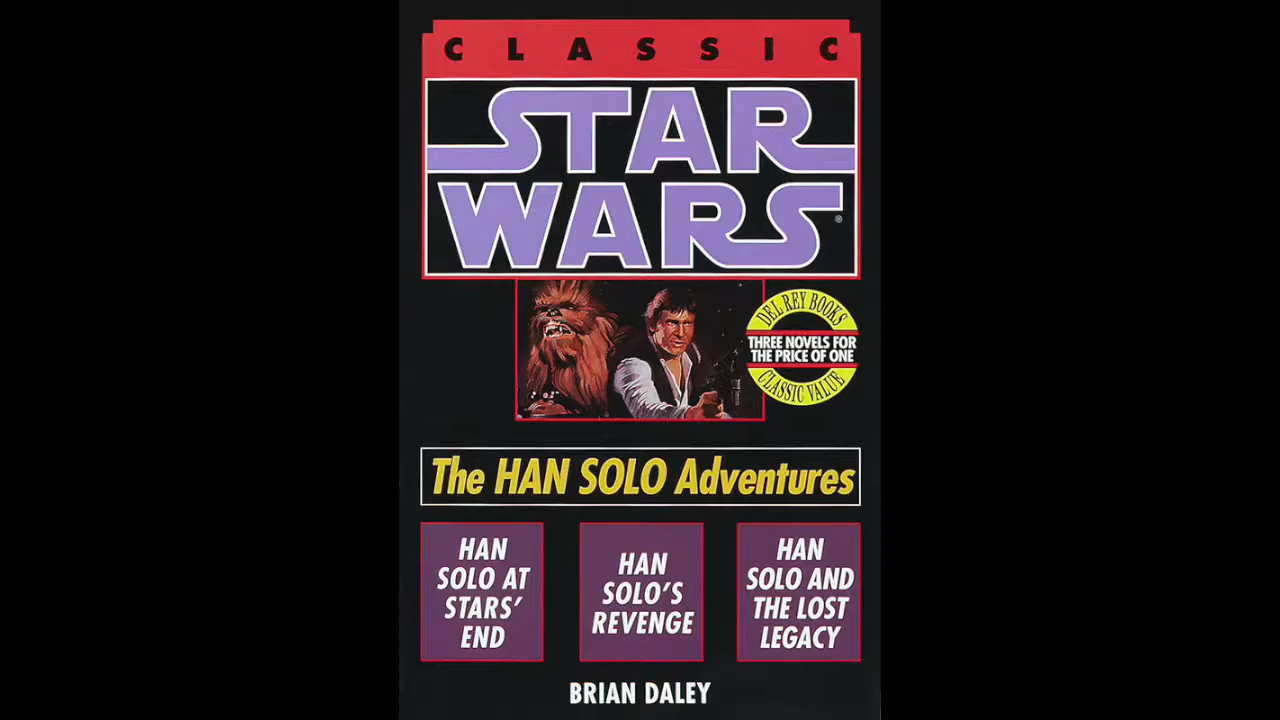 CLASSIC
STAR
WARS®
DEL REY BOOKS
THREE NOVELS FOR
THE PRICE OF ONE
CLASSIC VALUE
The HAN SOLO Adventures
HAN
SOLO AT
STARS'
END
HAN
SOLO'S
REVENGE
HAN
SOLO AND
THE LOST
LEGACY
BRIAN DALEY